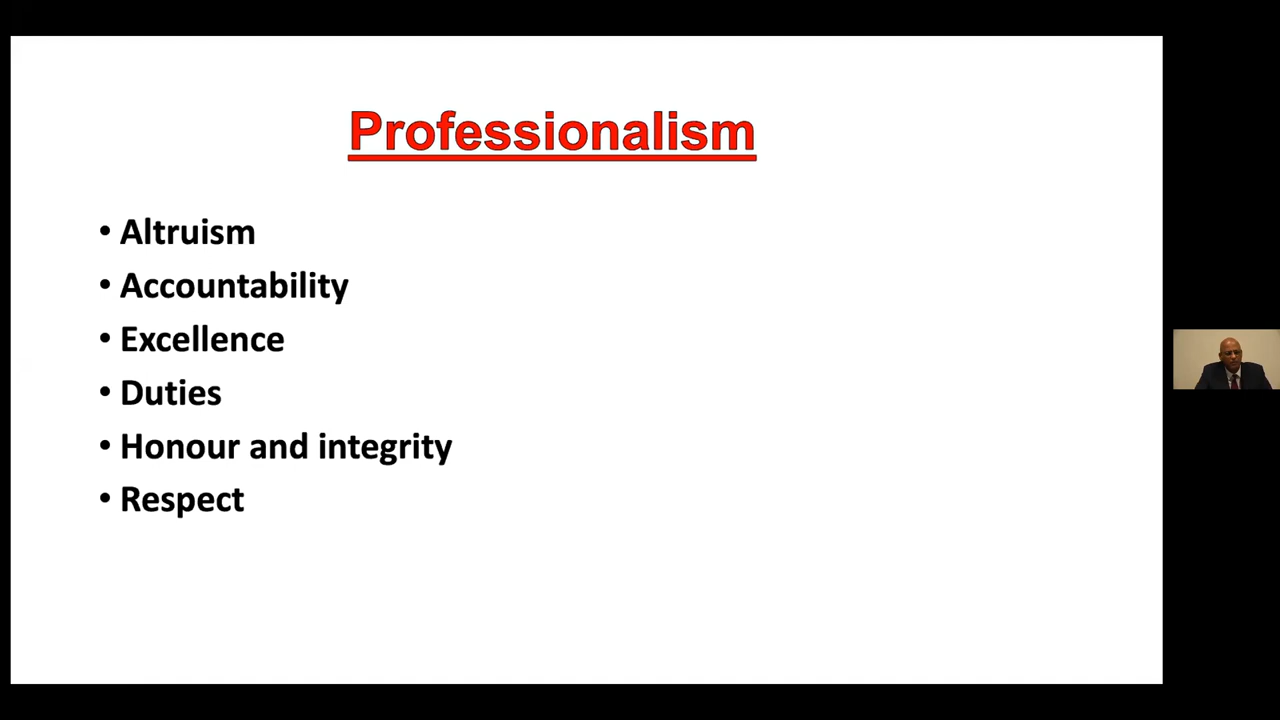 Professionalism
• Altruism
• Accountability
• Excellence
• Duties
• Honour and integrity
• Respect